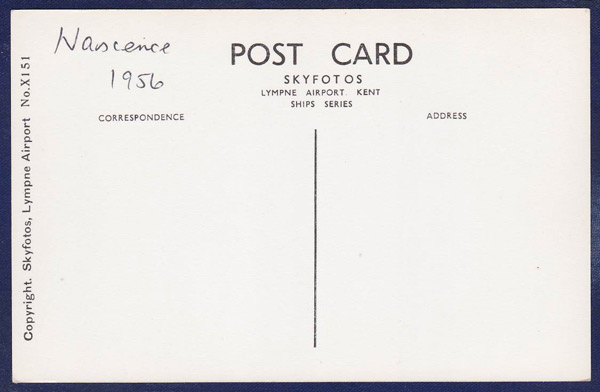 Nascence
1956
POST CARD
SKYFOTOS
LYMPNE AIRPORT. KENT
SHIPS SERIES
CORRESPONDENCE
ADDRESS
Copyright. Skyfotos, Lympne Airport No.X151